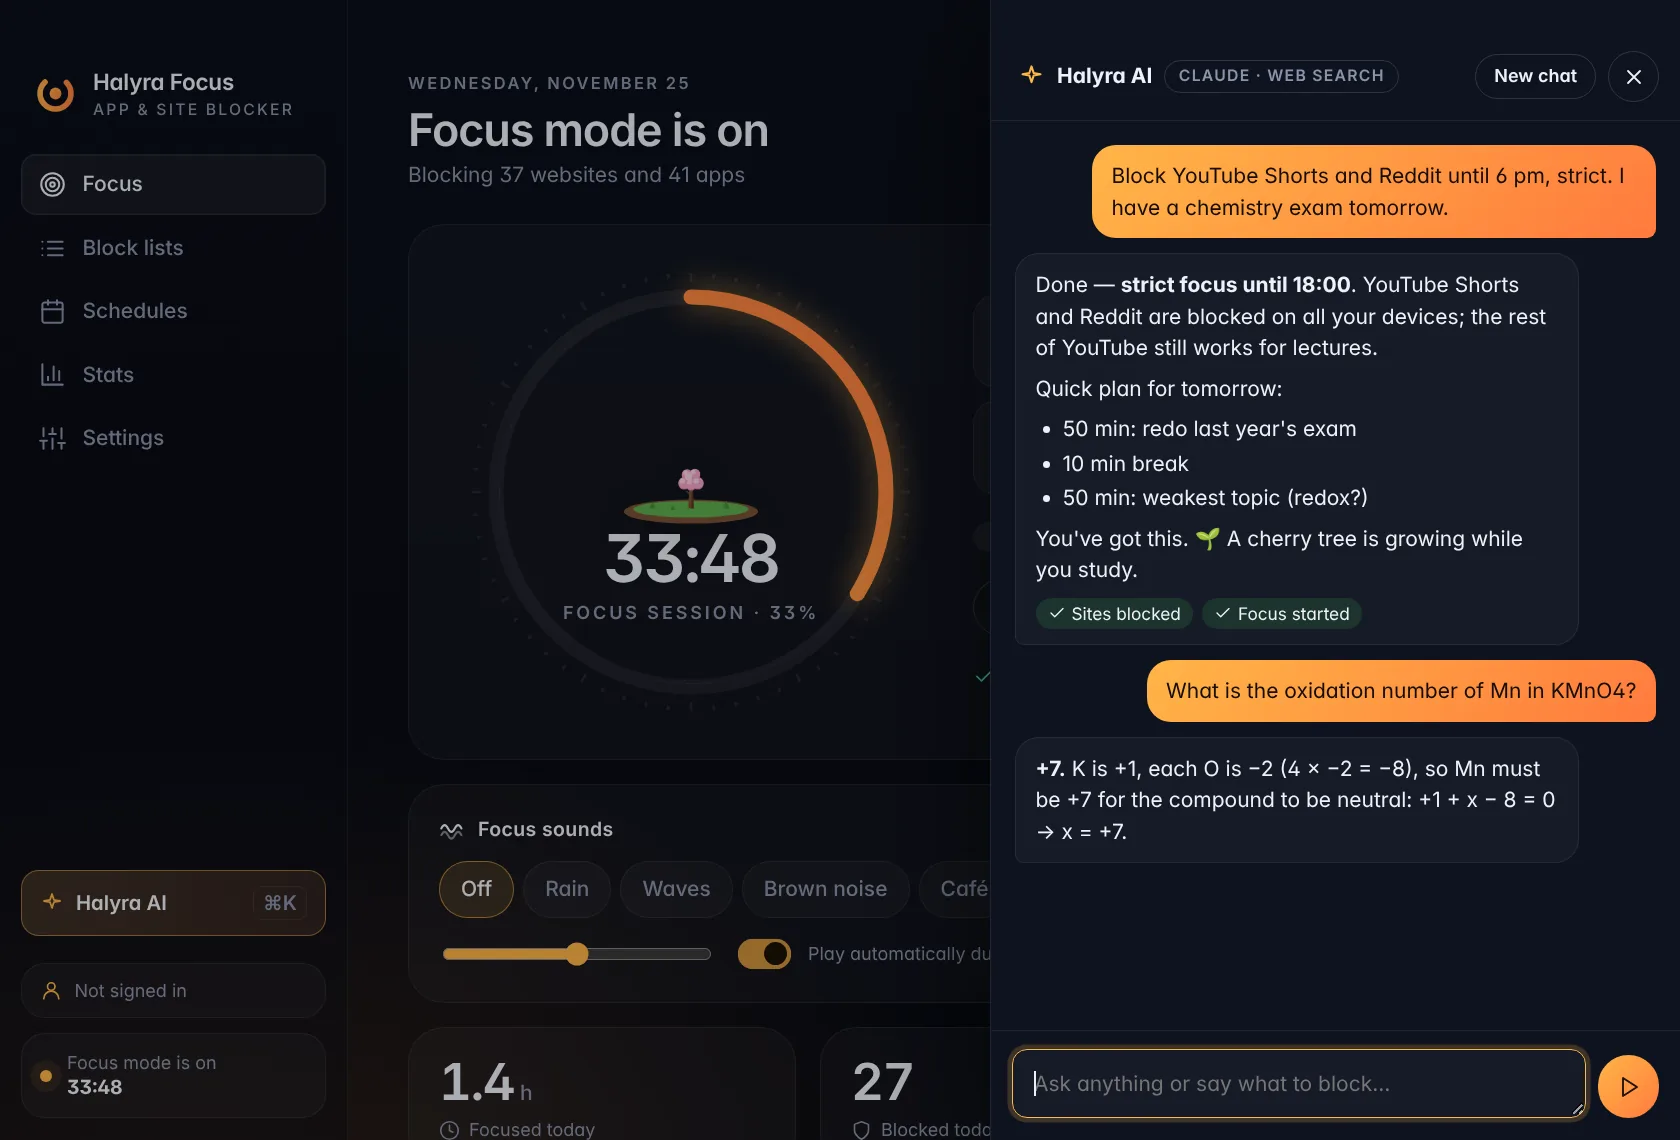 Halyra Focus
APP & SITE BLOCKER
Focus
Block lists
Schedules
Stats
Settings
Halyra AI ⌘K
Not signed in
Focus mode is on
33:48
WEDNESDAY, NOVEMBER 25
Focus mode is on
Blocking 37 websites and 41 apps
33:48
FOCUS SESSION · 33%
Focus sounds
Off Rain Waves Brown noise Café
Play automatically du
1.4 h
Focused today
27
Blocked toda
Halyra AI CLAUDE · WEB SEARCH New chat
Block YouTube Shorts and Reddit until 6 pm, strict. I
have a chemistry exam tomorrow.
Done — strict focus until 18:00. YouTube Shorts
and Reddit are blocked on all your devices; the rest
of YouTube still works for lectures.
Quick plan for tomorrow:
• 50 min: redo last year's exam
• 10 min break
• 50 min: weakest topic (redox?)
You've got this. 🌱 A cherry tree is growing while
you study.
✓ Sites blocked ✓ Focus started
What is the oxidation number of Mn in KMnO4?
+7. K is +1, each O is −2 (4 × −2 = −8), so Mn must
be +7 for the compound to be neutral: +1 + x − 8 = 0
→ x = +7.
Ask anything or say what to block...